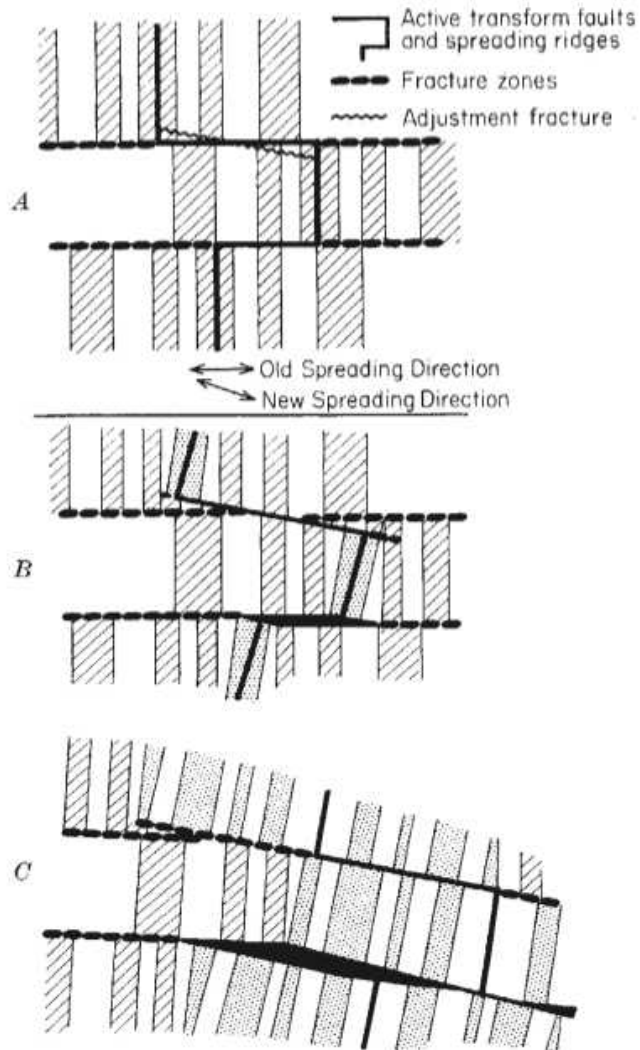 Active transform faults
and spreading ridges
Fracture zones
Adjustment fracture
A
Old Spreading Direction
New Spreading Direction
B
C